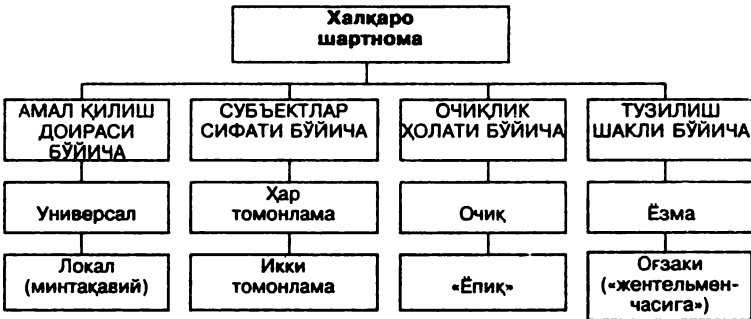 Халқаро
шартнома
АМАЛ ҚИЛИШ
ДОИРАСИ
БЎЙИЧА
СУБЪЕКТЛАР
СИФАТИ БЎЙИЧА
ОЧИҚЛИК
ҲОЛАТИ БЎЙИЧА
ТУЗИЛИШ
ШАКЛИ БЎЙИЧА
Универсал
Ҳар
томонлама
Очиқ
Ёзма
Локал
(минтақавий)
Икки
томонлама
«Ёпиқ»
Оғзаки
(«жентельмен-
часига»)